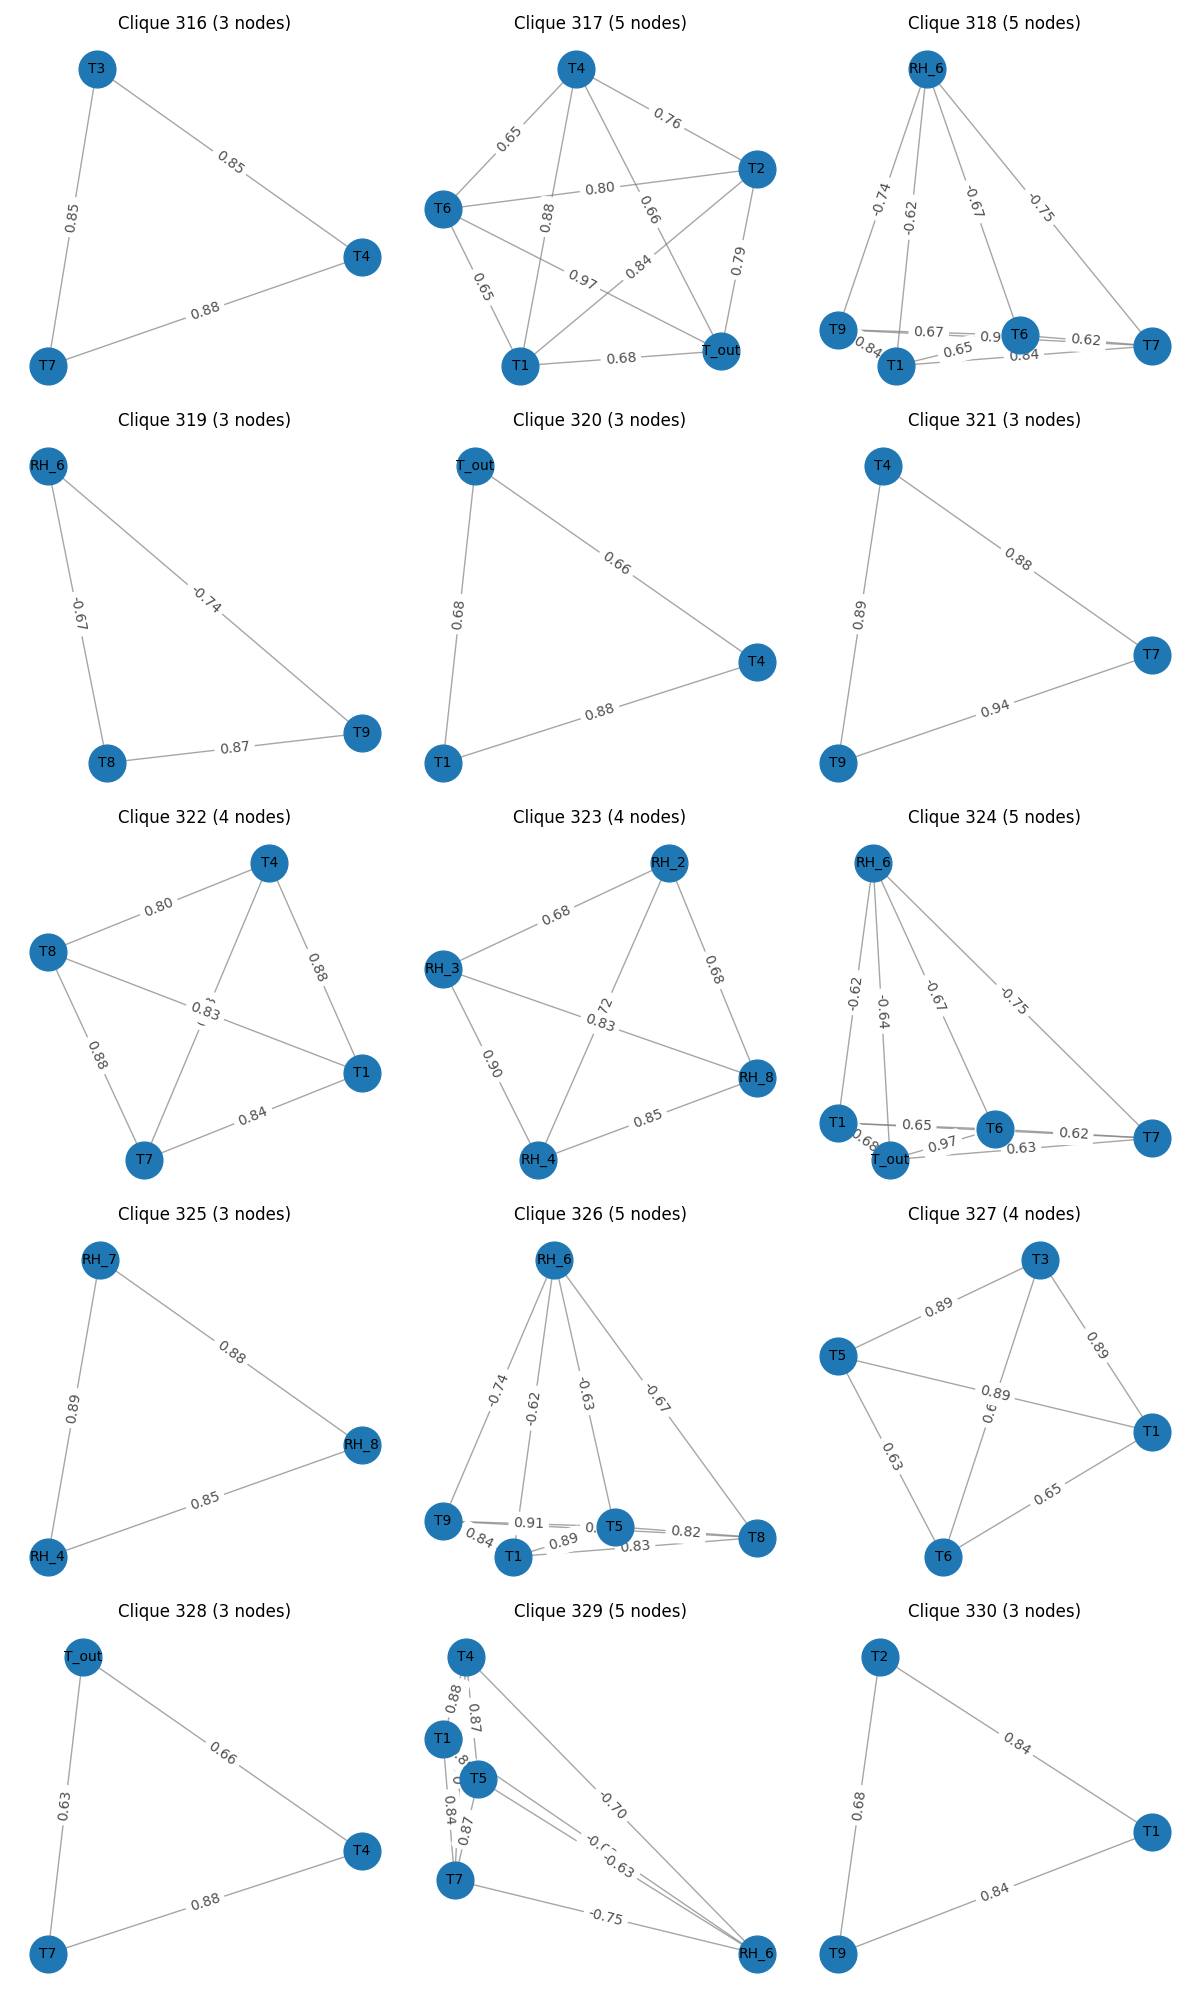 Clique 316 (3 nodes)
T3
0.85
0.85
T4
0.88
T7
Clique 317 (5 nodes)
T4
0.76
0.65
T2
0.80
T6
0.88
0.66
0.84
0.79
0.97
0.65
T_out
0.68
T1
Clique 318 (5 nodes)
RH_6
-0.74
-0.62
-0.67
-0.75
T9
0.67
T6
0.62
T7
0.84
0.65
0.84
T1
Clique 319 (3 nodes)
RH_6
-0.74
-0.67
T9
0.87
T8
Clique 320 (3 nodes)
T_out
0.66
0.68
T4
0.88
T1
Clique 321 (3 nodes)
T4
0.88
0.89
T7
0.94
T9
Clique 322 (4 nodes)
T4
0.80
T8
0.88
0.83
0.88
T1
0.84
T7
Clique 323 (4 nodes)
RH_2
0.68
RH_3
0.68
0.83
0.90
RH_8
0.85
RH_4
Clique 324 (5 nodes)
RH_6
-0.62
-0.64
-0.67
-0.75
T1
0.65
T6
0.62
T7
0.68
0.97
0.63
T_out
Clique 325 (3 nodes)
RH_7
0.88
0.89
RH_8
0.85
RH_4
Clique 326 (5 nodes)
RH_6
-0.74
-0.62
-0.63
-0.67
T9
0.91
T5
0.82
T8
0.84
0.89
0.83
T1
Clique 327 (4 nodes)
T3
0.89
0.89
T5
0.89
T1
0.63
0.65
T6
Clique 328 (3 nodes)
T_out
0.66
0.63
T4
0.88
T7
Clique 329 (5 nodes)
T4
0.88
0.87
T1
T5
-0.70
0.84
0.87
-0.63
T7
-0.75
RH_6
Clique 330 (3 nodes)
T2
0.84
0.68
T1
0.84
T9